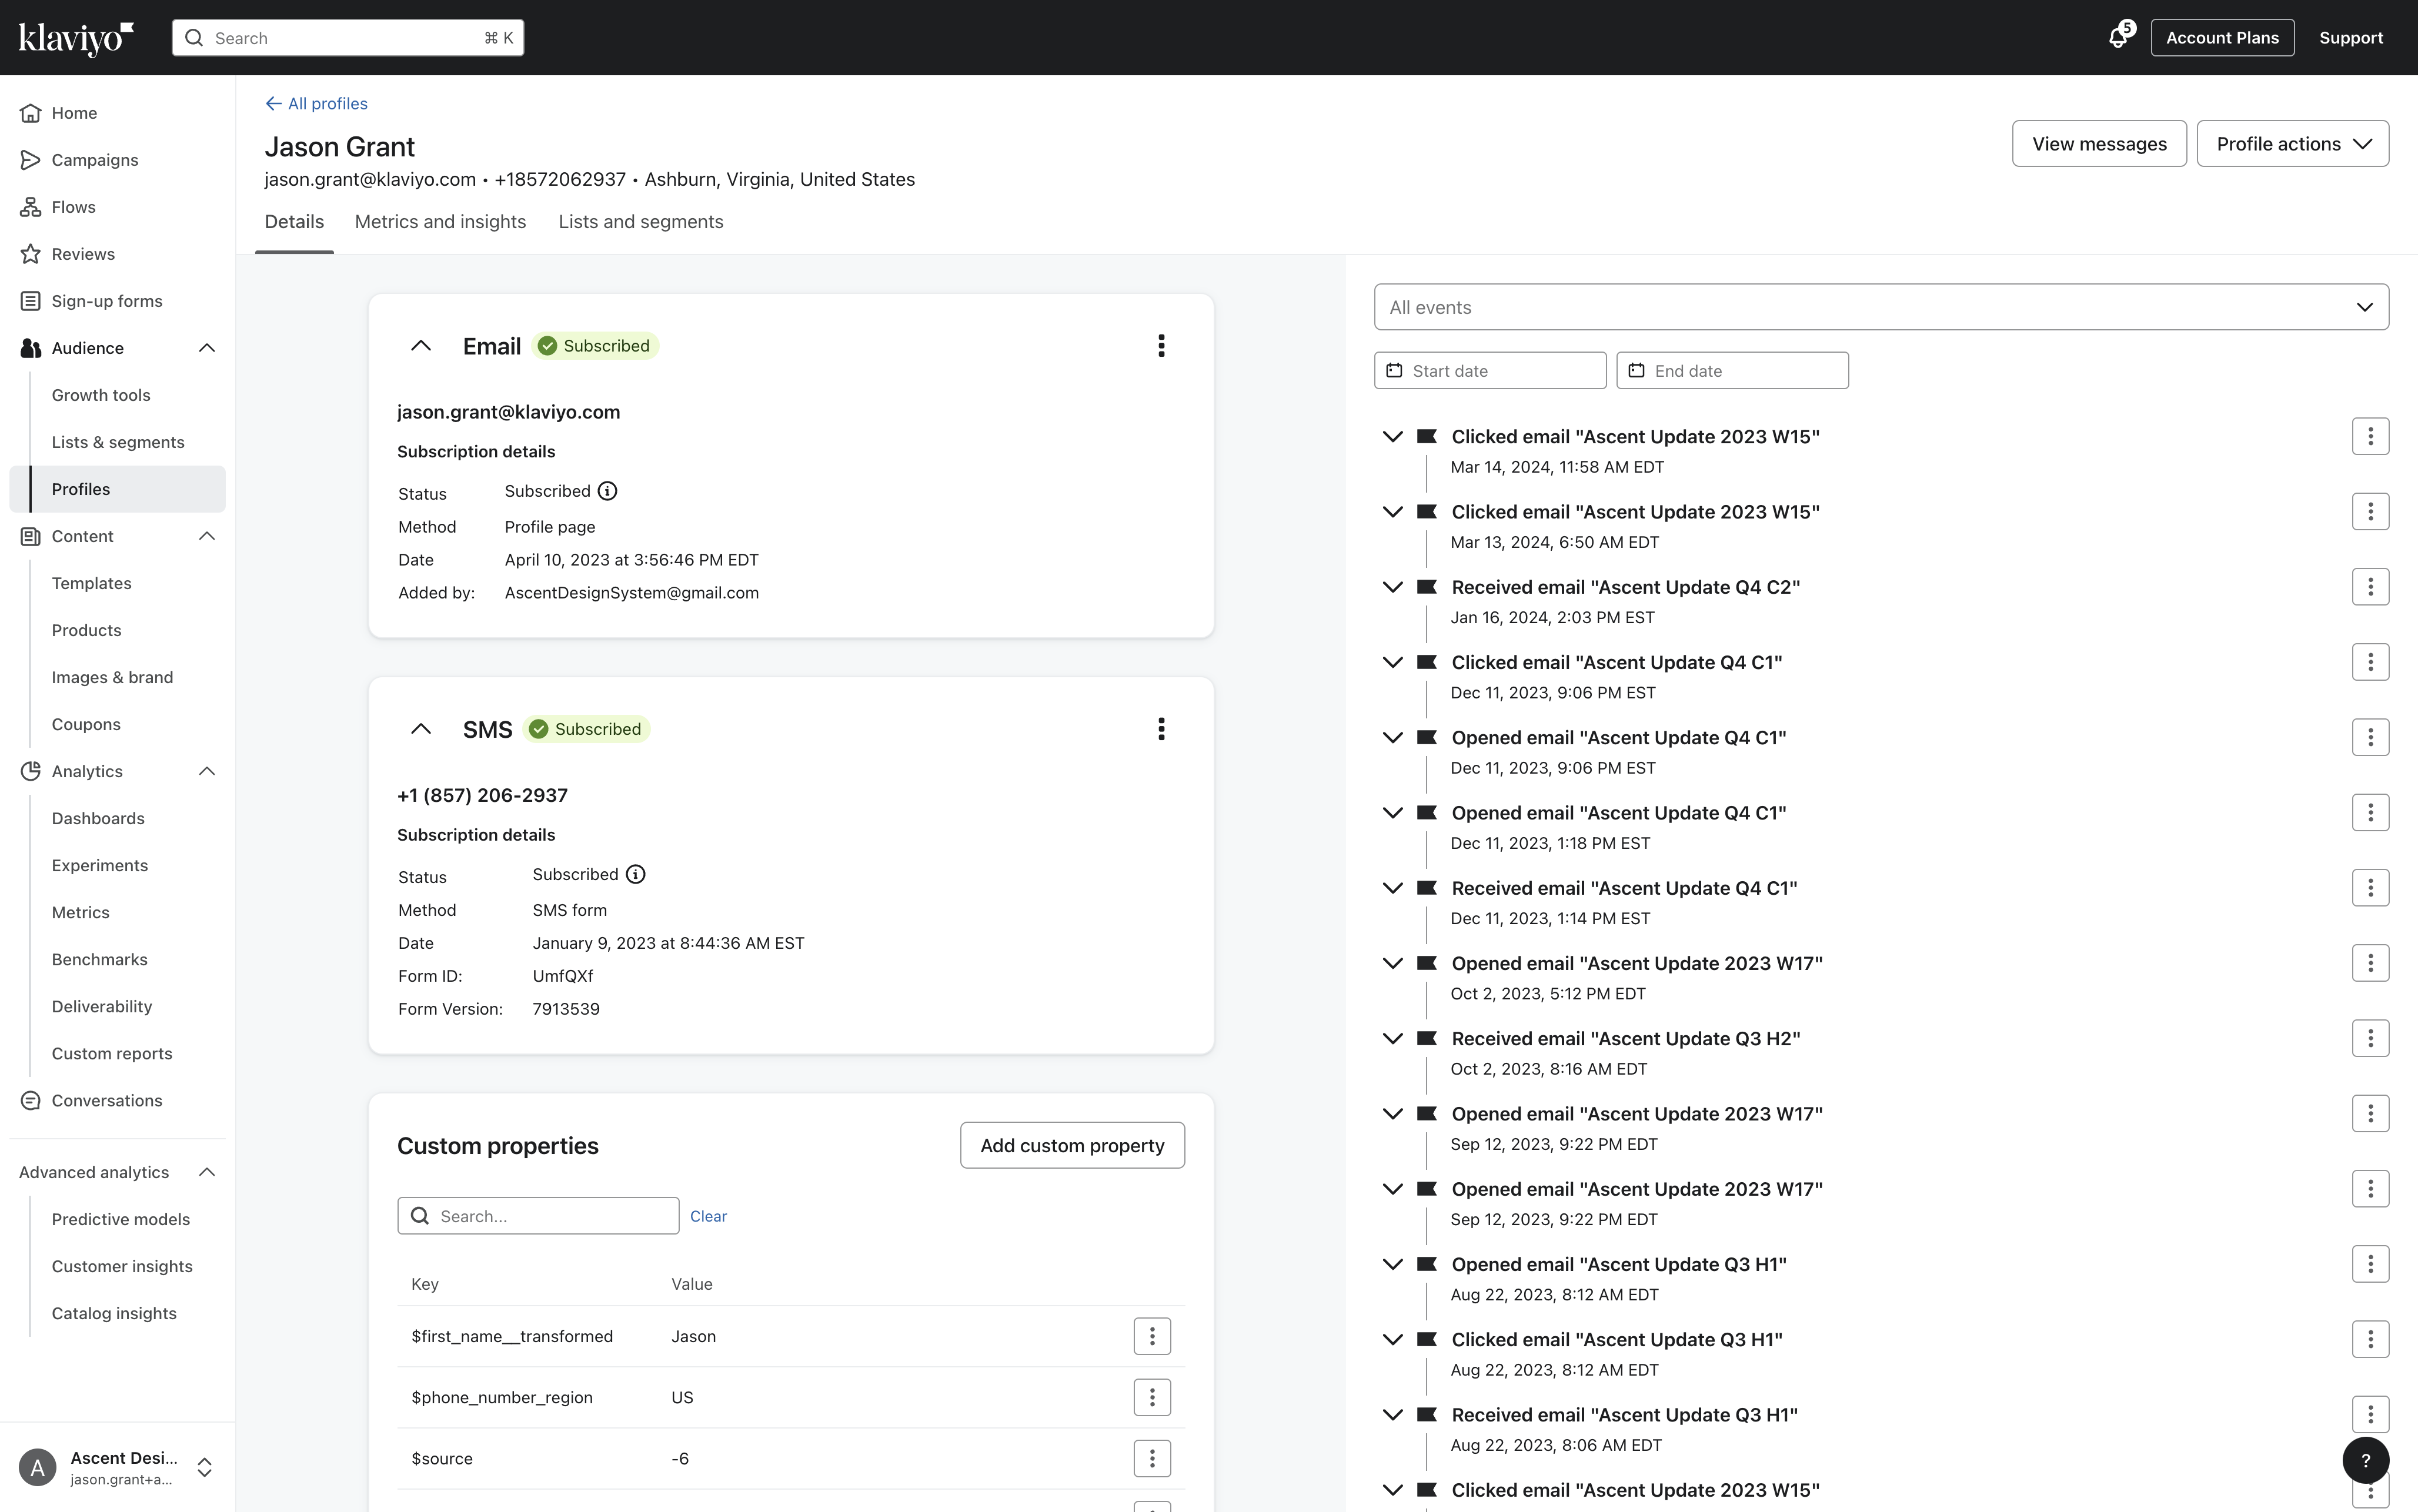 klaviyo
Search ⌘ K
5
Account Plans
Support
Home
Campaigns
Flows
Reviews
Sign-up forms
Audience
Growth tools
Lists & segments
Profiles
Content
Templates
Products
Images & brand
Coupons
Analytics
Dashboards
Experiments
Metrics
Benchmarks
Deliverability
Custom reports
Conversations
Advanced analytics
Predictive models
Customer insights
Catalog insights
A
Ascent Desi...
jason.grant+a...
← All profiles
Jason Grant
jason.grant@klaviyo.com • +18572062937 • Ashburn, Virginia, United States
View messages
Profile actions
Details Metrics and insights Lists and segments
Email Subscribed
jason.grant@klaviyo.com
Subscription details
Status Subscribed
Method Profile page
Date April 10, 2023 at 3:56:46 PM EDT
Added by: AscentDesignSystem@gmail.com
SMS Subscribed
+1 (857) 206-2937
Subscription details
Status Subscribed
Method SMS form
Date January 9, 2023 at 8:44:36 AM EST
Form ID: UmfQXf
Form Version: 7913539
Custom properties
Add custom property
Search...
Clear
Key Value
$first_name__transformed Jason
$phone_number_region US
$source -6
All events
Start date
End date
Clicked email "Ascent Update 2023 W15"
Mar 14, 2024, 11:58 AM EDT
Clicked email "Ascent Update 2023 W15"
Mar 13, 2024, 6:50 AM EDT
Received email "Ascent Update Q4 C2"
Jan 16, 2024, 2:03 PM EST
Clicked email "Ascent Update Q4 C1"
Dec 11, 2023, 9:06 PM EST
Opened email "Ascent Update Q4 C1"
Dec 11, 2023, 9:06 PM EST
Opened email "Ascent Update Q4 C1"
Dec 11, 2023, 1:18 PM EST
Received email "Ascent Update Q4 C1"
Dec 11, 2023, 1:14 PM EST
Opened email "Ascent Update 2023 W17"
Oct 2, 2023, 5:12 PM EDT
Received email "Ascent Update Q3 H2"
Oct 2, 2023, 8:16 AM EDT
Opened email "Ascent Update 2023 W17"
Sep 12, 2023, 9:22 PM EDT
Opened email "Ascent Update 2023 W17"
Sep 12, 2023, 9:22 PM EDT
Opened email "Ascent Update Q3 H1"
Aug 22, 2023, 8:12 AM EDT
Clicked email "Ascent Update Q3 H1"
Aug 22, 2023, 8:12 AM EDT
Received email "Ascent Update Q3 H1"
Aug 22, 2023, 8:06 AM EDT
Clicked email "Ascent Update 2023 W15"
?